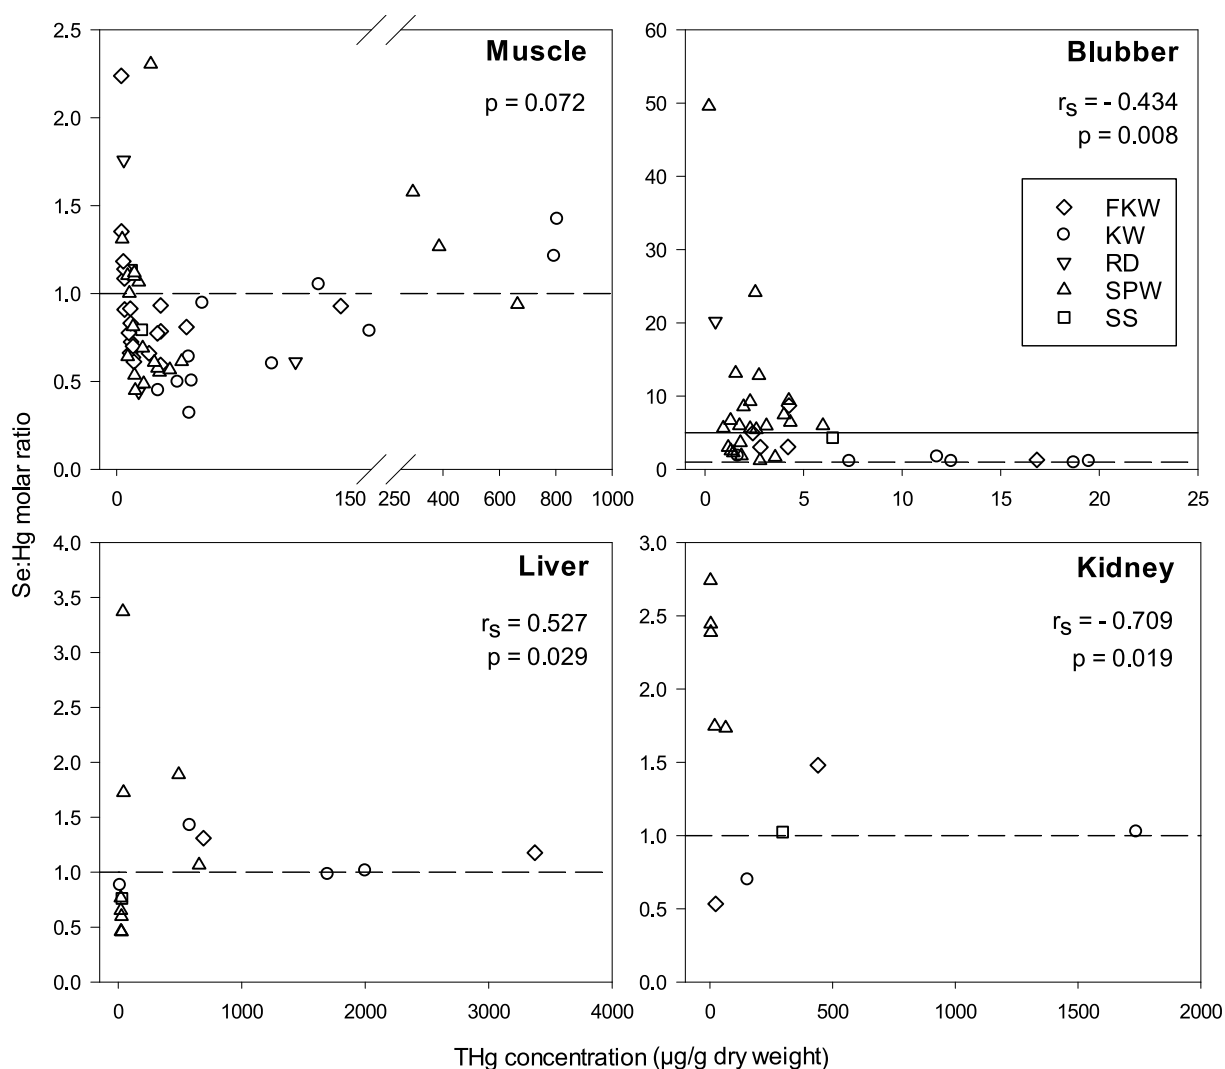 Se:Hg molar ratio
Muscle
p = 0.072
2.5
2.0
1.5
1.0
0.5
0.0
0 150 250 400 600 800 1000
Blubber
rs = - 0.434
p = 0.008
FKW
KW
RD
SPW
SS
60
50
40
30
20
10
0
0 5 10 15 20 25
Liver
rs = 0.527
p = 0.029
4.0
3.5
3.0
2.5
2.0
1.5
1.0
0.5
0.0
0 1000 2000 3000 4000
Kidney
rs = - 0.709
p = 0.019
3.0
2.5
2.0
1.5
1.0
0.5
0.0
0 500 1000 1500 2000
THg concentration (µg/g dry weight)